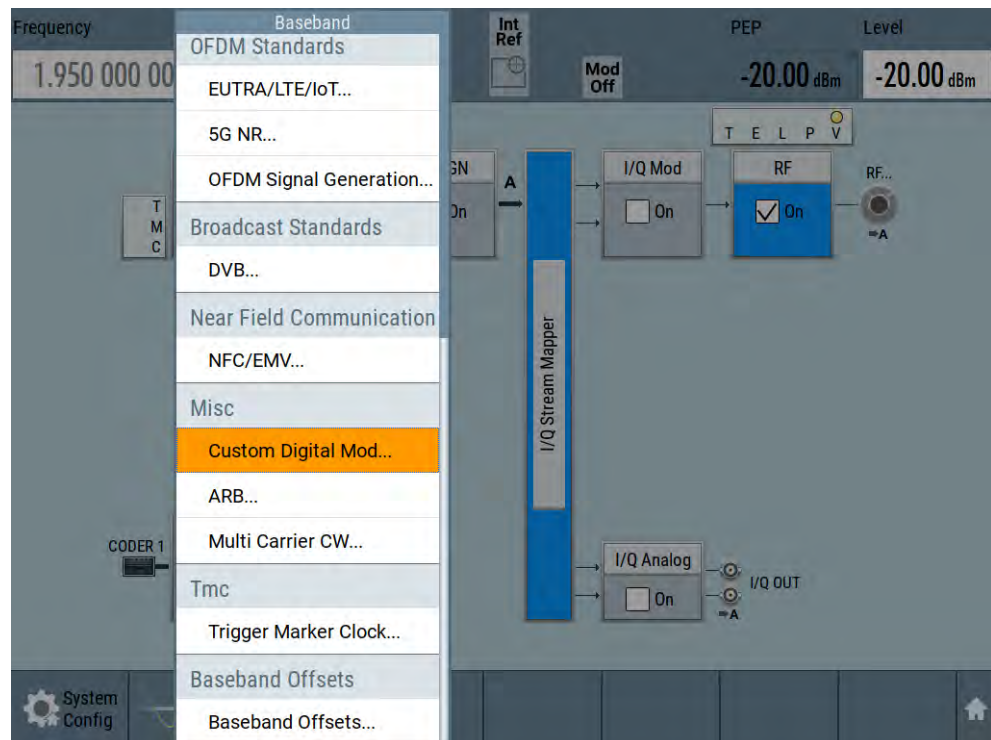 Frequency
1.950 000 00
Baseband
OFDM Standards
EUTRA/LTE/IoT...
5G NR...
OFDM Signal Generation...
Broadcast Standards
DVB...
Near Field Communication
NFC/EMV...
Misc
Custom Digital Mod...
ARB...
Multi Carrier CW...
Tmc
Trigger Marker Clock...
Baseband Offsets
Baseband Offsets...
Int
Ref
Mod
Off
PEP
-20.00 dBm
Level
-20.00 dBm
T E L P V
T
M
C
GN
On
A
I/Q Stream Mapper
I/Q Mod
On
RF
On
RF...
⇒A
CODER 1
I/Q Analog
On
I/Q OUT
⇒A
System
Config